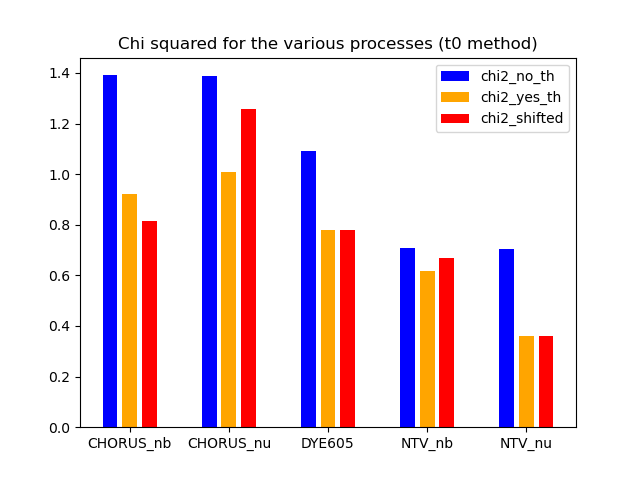 Chi squared for the various processes (t0 method)
chi2_no_th
chi2_yes_th
chi2_shifted
1.4
1.2
1.0
0.8
0.6
0.4
0.2
0.0
CHORUS_nb CHORUS_nu DYE605 NTV_nb NTV_nu